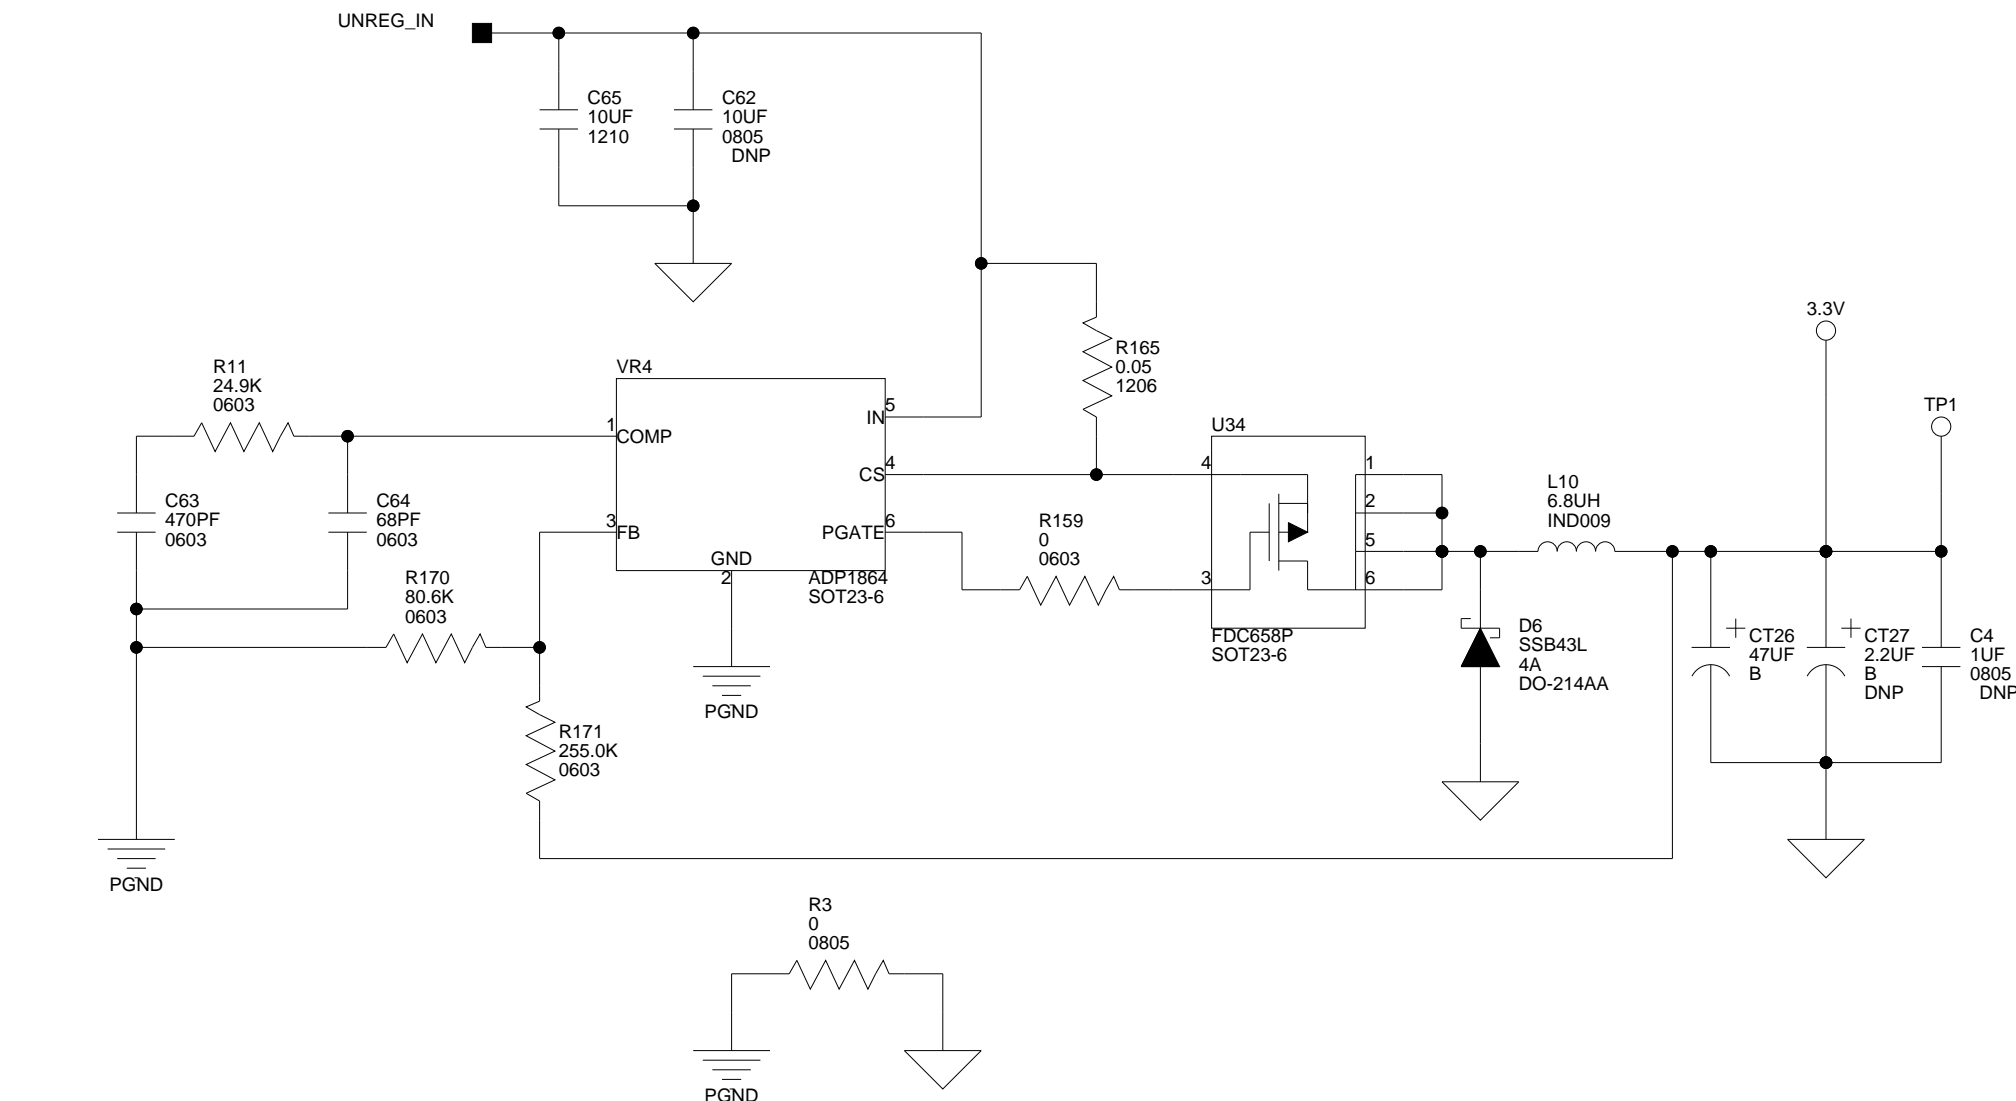 UNREG_IN
C65
10UF
1210
C62
10UF
0805
DNP
R165
0.05
1206
3.3V
TP1
R11
24.9K
0603
VR4
1
COMP
5
IN
4
CS
3
FB
6
PGATE
GND
2
ADP1864
SOT23-6
C63
470PF
0603
C64
68PF
0603
R170
80.6K
0603
R159
0
0603
U34
4
3
1
2
5
6
FDC658P
SOT23-6
L10
6.8UH
IND009
D6
SSB43L
4A
DO-214AA
CT26
47UF
B
CT27
2.2UF
B
DNP
C4
1UF
0805
DNP
PGND
R171
255.0K
0603
PGND
R3
0
0805
PGND